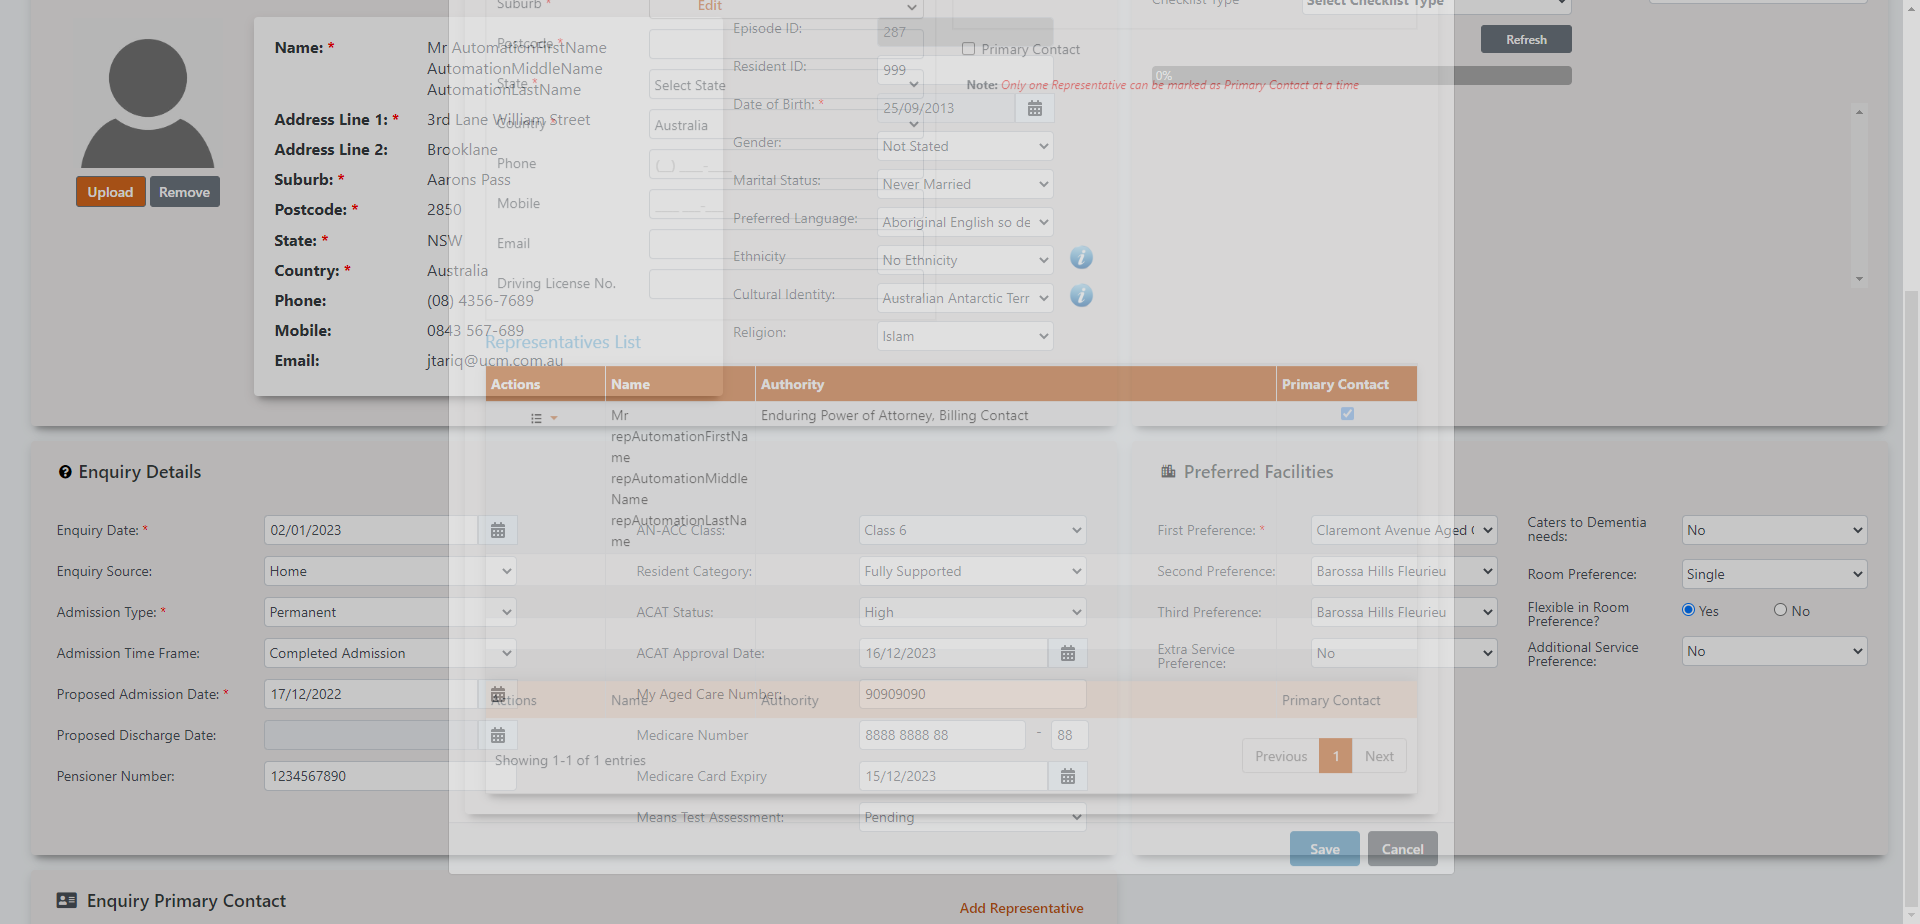 Suburb *
Edit
Checklist Type
Select Checklist Type
Name: *
Mr AutomationFirstName
AutomationMiddleName
AutomationLastName
Address Line 1: *
3rd Lane William Street
Address Line 2:
Brooklane
Suburb: *
Aarons Pass
Postcode: *
2850
State: *
NSW
Country: *
Australia
Phone:
(08) 4356-7689
Mobile:
0843 567-689
Email:
jtariq@ucm.com.au
Upload
Remove
Postcode *
State *
Select State
Country *
Australia
Phone
(__) ____-____
Mobile
____ ___-___
Email
Driving License No.
Episode ID:
287
Resident ID:
999
Date of Birth: *
25/09/2013
Gender:
Not Stated
Marital Status:
Never Married
Preferred Language:
Aboriginal English so de
Ethnicity
No Ethnicity
Cultural Identity:
Australian Antarctic Terr
Religion:
Islam
Primary Contact
Note: Only one Representative can be marked as Primary Contact at a time
Refresh
0%
Representatives List
Actions
Name
Authority
Primary Contact
Mr
repAutomationFirstNa
me
repAutomationMiddle
Name
repAutomationLastNa
me
Enduring Power of Attorney, Billing Contact
Actions
Name
Authority
Primary Contact
Showing 1-1 of 1 entries
Previous
1
Next
Save
Cancel
Enquiry Details
Enquiry Date: *
02/01/2023
Enquiry Source:
Home
Admission Type: *
Permanent
Admission Time Frame:
Completed Admission
Proposed Admission Date: *
17/12/2022
Proposed Discharge Date:
Pensioner Number:
1234567890
AN-ACC Class:
Class 6
Resident Category:
Fully Supported
ACAT Status:
High
ACAT Approval Date:
16/12/2023
My Aged Care Number:
90909090
Medicare Number
8888 8888 88
-
88
Medicare Card Expiry
15/12/2023
Means Test Assessment:
Pending
Preferred Facilities
First Preference: *
Claremont Avenue Aged C
Second Preference:
Barossa Hills Fleurieu
Third Preference:
Barossa Hills Fleurieu
Extra Service
Preference:
No
Caters to Dementia
needs:
No
Room Preference:
Single
Flexible in Room
Preference?
Yes
No
Additional Service
Preference:
No
Enquiry Primary Contact
Add Representative